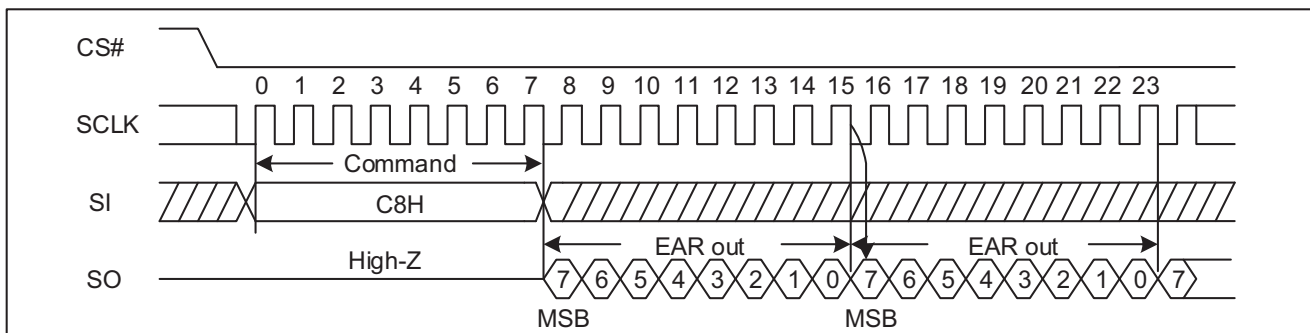 CS#
0 1 2 3 4 5 6 7 8 9 10 11 12 13 14 15 16 17 18 19 20 21 22 23
SCLK
Command
SI
C8H
EAR out EAR out
High-Z
SO
7 6 5 4 3 2 1 0 7 6 5 4 3 2 1 0 7
MSB MSB